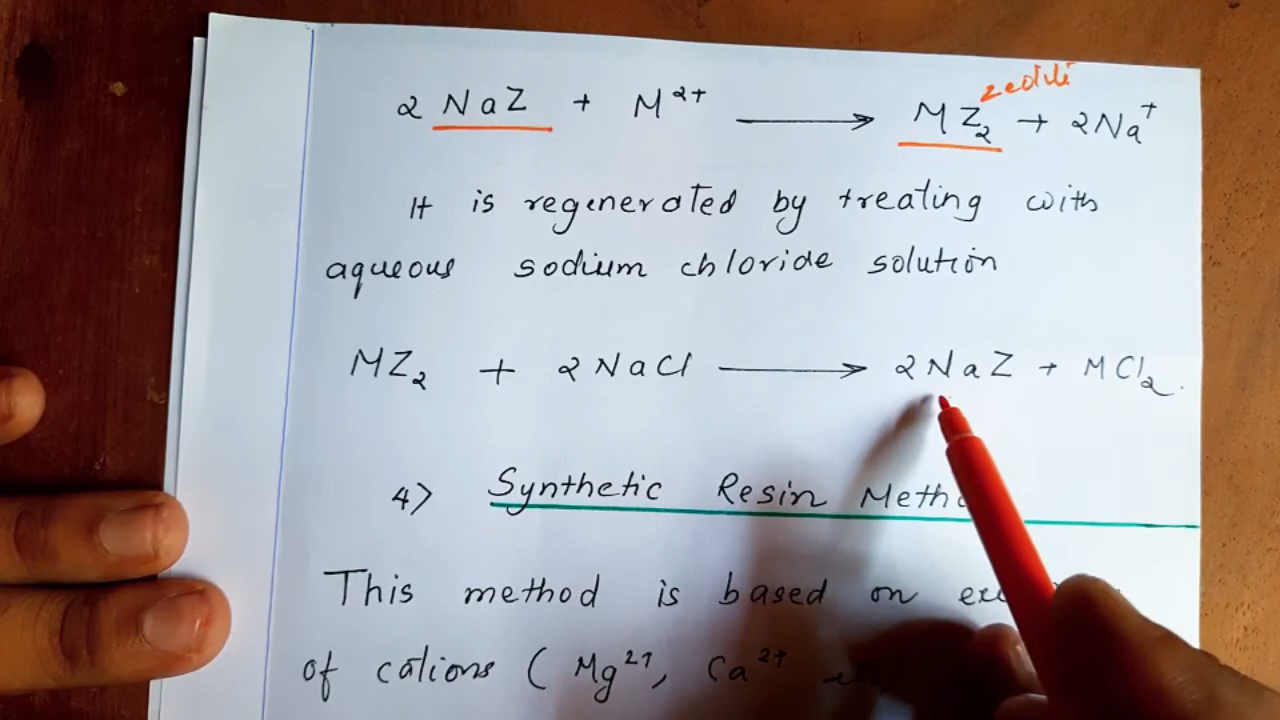 zeolite
2 NaZ + M²⁺ ⟶ MZ₂ + 2Na⁺
It is regenerated by treating with
aqueous sodium chloride solution
MZ₂ + 2NaCl ⟶ 2NaZ + MCl₂.
4) Synthetic Resin
This method is based on
of cations ( Mg²⁺, Ca²⁺